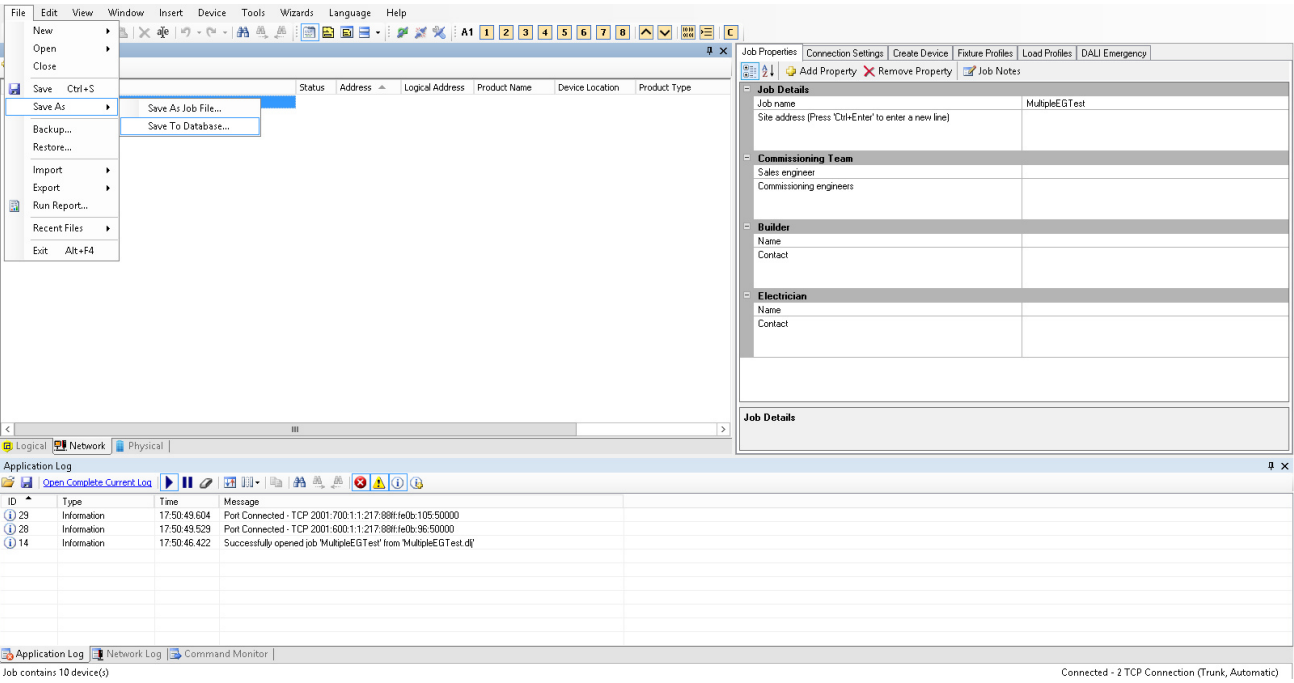 File Edit View Window Insert Device Tools Wizards Language Help
New
A1 1 2 3 4 5 6 7 8 C
Open
Close
Save Ctrl+S
Save As
Save As Job File...
Save To Database...
Backup...
Restore...
Import
Export
Run Report...
Recent Files
Exit Alt+F4
Status Address Logical Address Product Name Device Location Product Type
Logical Network Physical
Job Properties Connection Settings Create Device Fixture Profiles Load Profiles DALI Emergency
Add Property Remove Property Job Notes
Job Details
Job name MultipleEGTest
Site address (Press 'Ctrl+Enter' to enter a new line)
Commissioning Team
Sales engineer
Commissioning engineers
Builder
Name
Contact
Electrician
Name
Contact
Job Details
Application Log
Open Complete Current Log
ID Type Time Message
29 Information 17:50:49.604 Port Connected - TCP 2001:700:1:1:217:88ff:fe0b:105:50000
28 Information 17:50:49.529 Port Connected - TCP 2001:600:1:1:217:88ff:fe0b:96:50000
14 Information 17:50:46.422 Successfully opened job 'MultipleEGTest' from 'MultipleEGTest.dlj'
Application Log Network Log Command Monitor
Job contains 10 device(s) Connected - 2 TCP Connection (Trunk, Automatic)